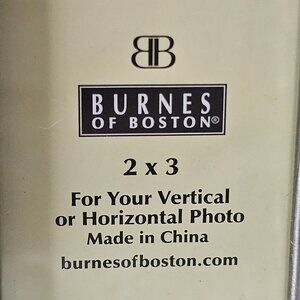 BB
BURNES
OF BOSTON®
2 x 3
For Your Vertical
or Horizontal Photo
Made in China
burnesofboston.com